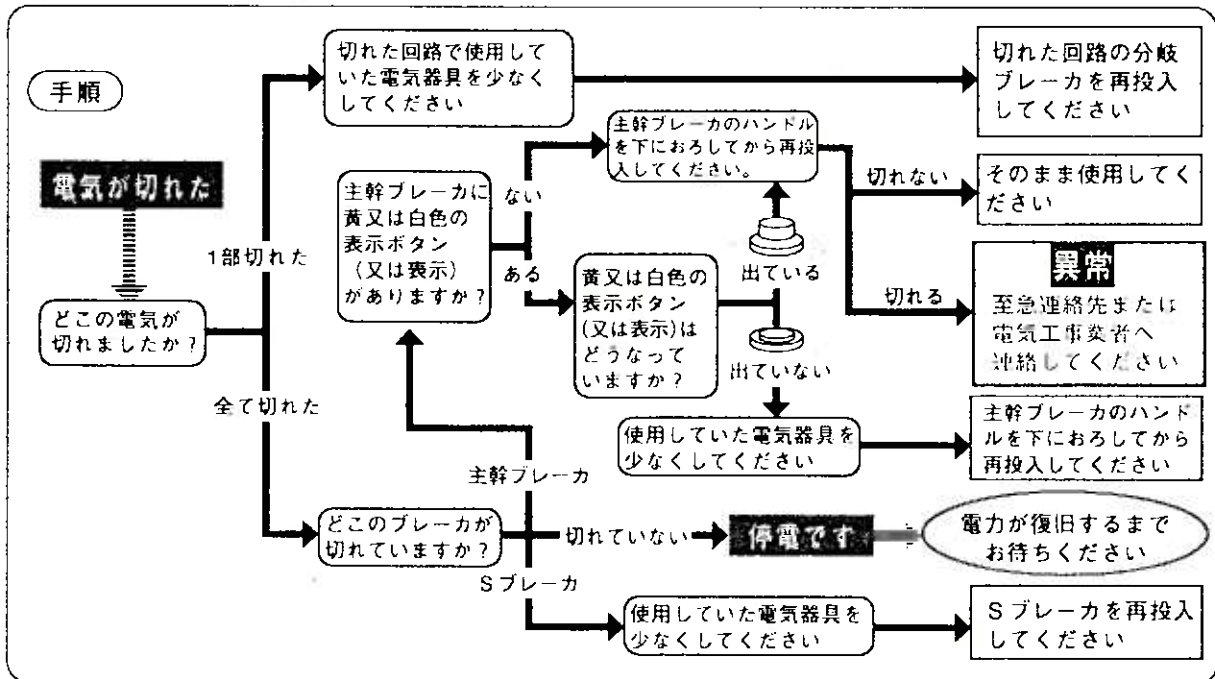 手順
電気が切れた
どこの電気が
切れましたか？
1部切れた
全て切れた
切れた回路で使用して
いた電気器具を少なく
してください
切れた回路の分岐
ブレーカを再投入
してください
主幹ブレーカに
黄又は白色の
表示ボタン
（又は表示）
がありますか？
ない
ある
主幹ブレーカのハンドル
を下におろしてから再投
入してください。
黄又は白色の
表示ボタン
(又は表示)は
どうなって
いますか？
出ている
出ていない
切れない
そのまま使用してく
ださい
切れる
異常
至急連絡先または
電気工事業者へ
連絡してください
使用していた電気器具を
少なくしてください
主幹ブレーカのハンド
ルを下におろしてから
再投入してください
どこのブレーカが
切れていますか？
主幹ブレーカ
切れていない
Sブレーカ
停電です
電力が復旧するまで
お待ちください
使用していた電気器具を
少なくしてください
Sブレーカを再投入
してください